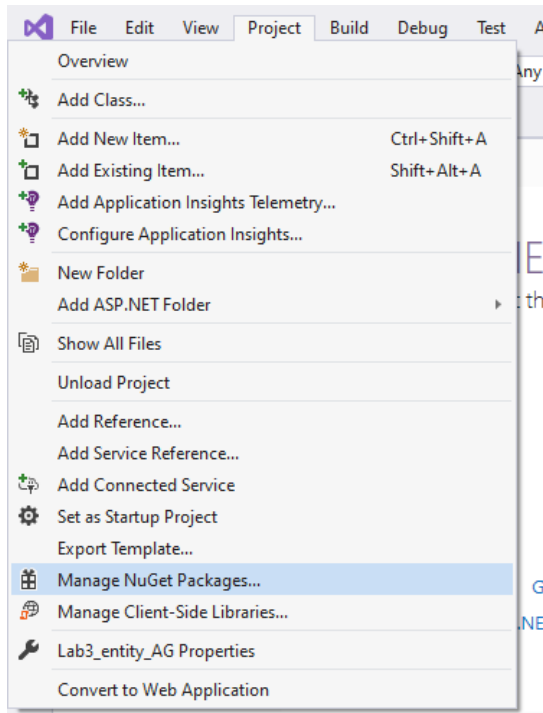 File Edit View Project Build Debug Test A
Overview
Any
Add Class...
Add New Item... Ctrl+Shift+A
Add Existing Item... Shift+Alt+A
Add Application Insights Telemetry...
Configure Application Insights...
New Folder
Add ASP.NET Folder
th
Show All Files
Unload Project
Add Reference...
Add Service Reference...
Add Connected Service
Set as Startup Project
Export Template...
Manage NuGet Packages...
G
Manage Client-Side Libraries...
.NE
Lab3_entity_AG Properties
Convert to Web Application